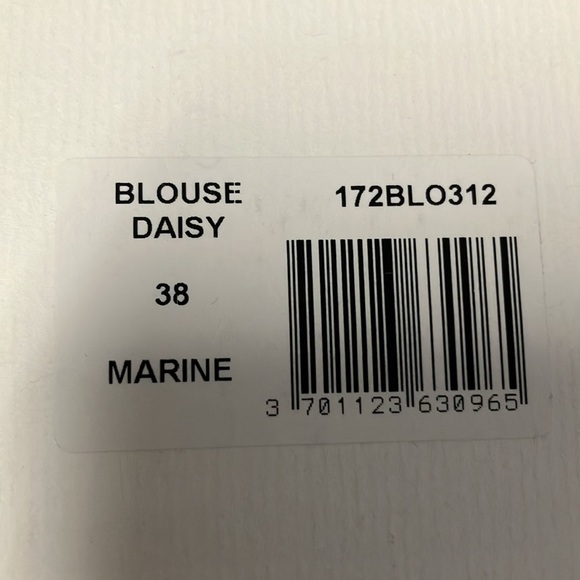 BLOUSE
DAISY
38
MARINE
172BLO312
3 701123 630965